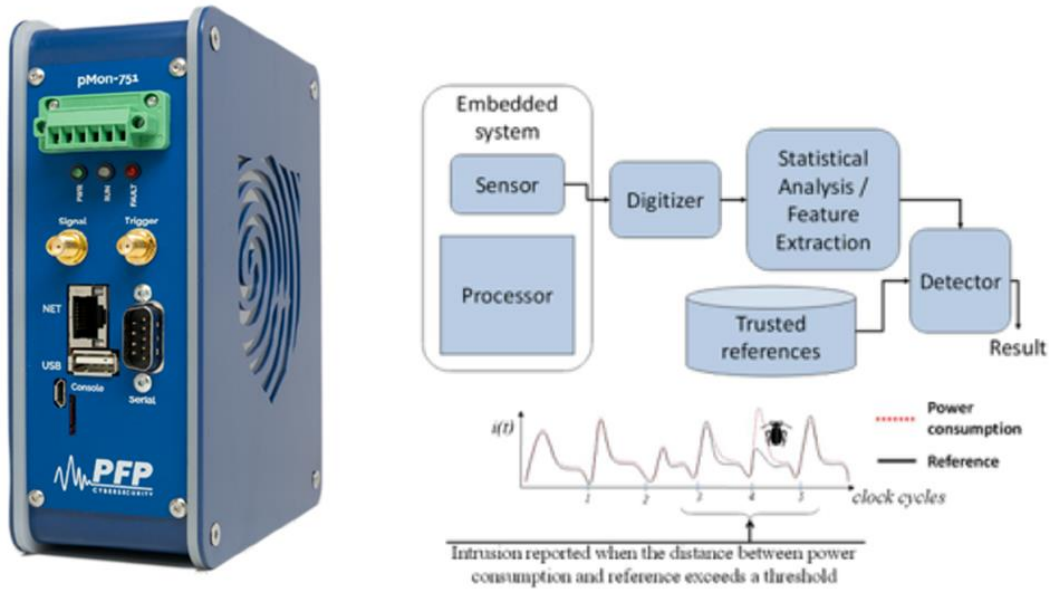 pMon-751
PWR
RUN
FAULT
Signal
Trigger
NET
USB
Console
Serial
PFP
CYBERSECURITY
Embedded
system
Sensor
Processor
Digitizer
Statistical
Analysis /
Feature
Extraction
Trusted
references
Detector
Result
i(t)
1 2 3 4 5
clock cycles
Power
consumption
Reference
Intrusion reported when the distance between power
consumption and reference exceeds a threshold